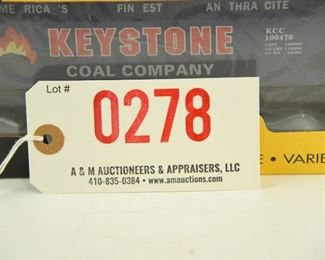 ME RICA 'S FIN EST AN THRA CITE
KEYSTONE
KCC
100476
COAL COMPANY
Lot #
0278
A & M AUCTIONEERS & APPRAISERS, LLC
410-835-0384 • www.amauctions.com
E • VARIE